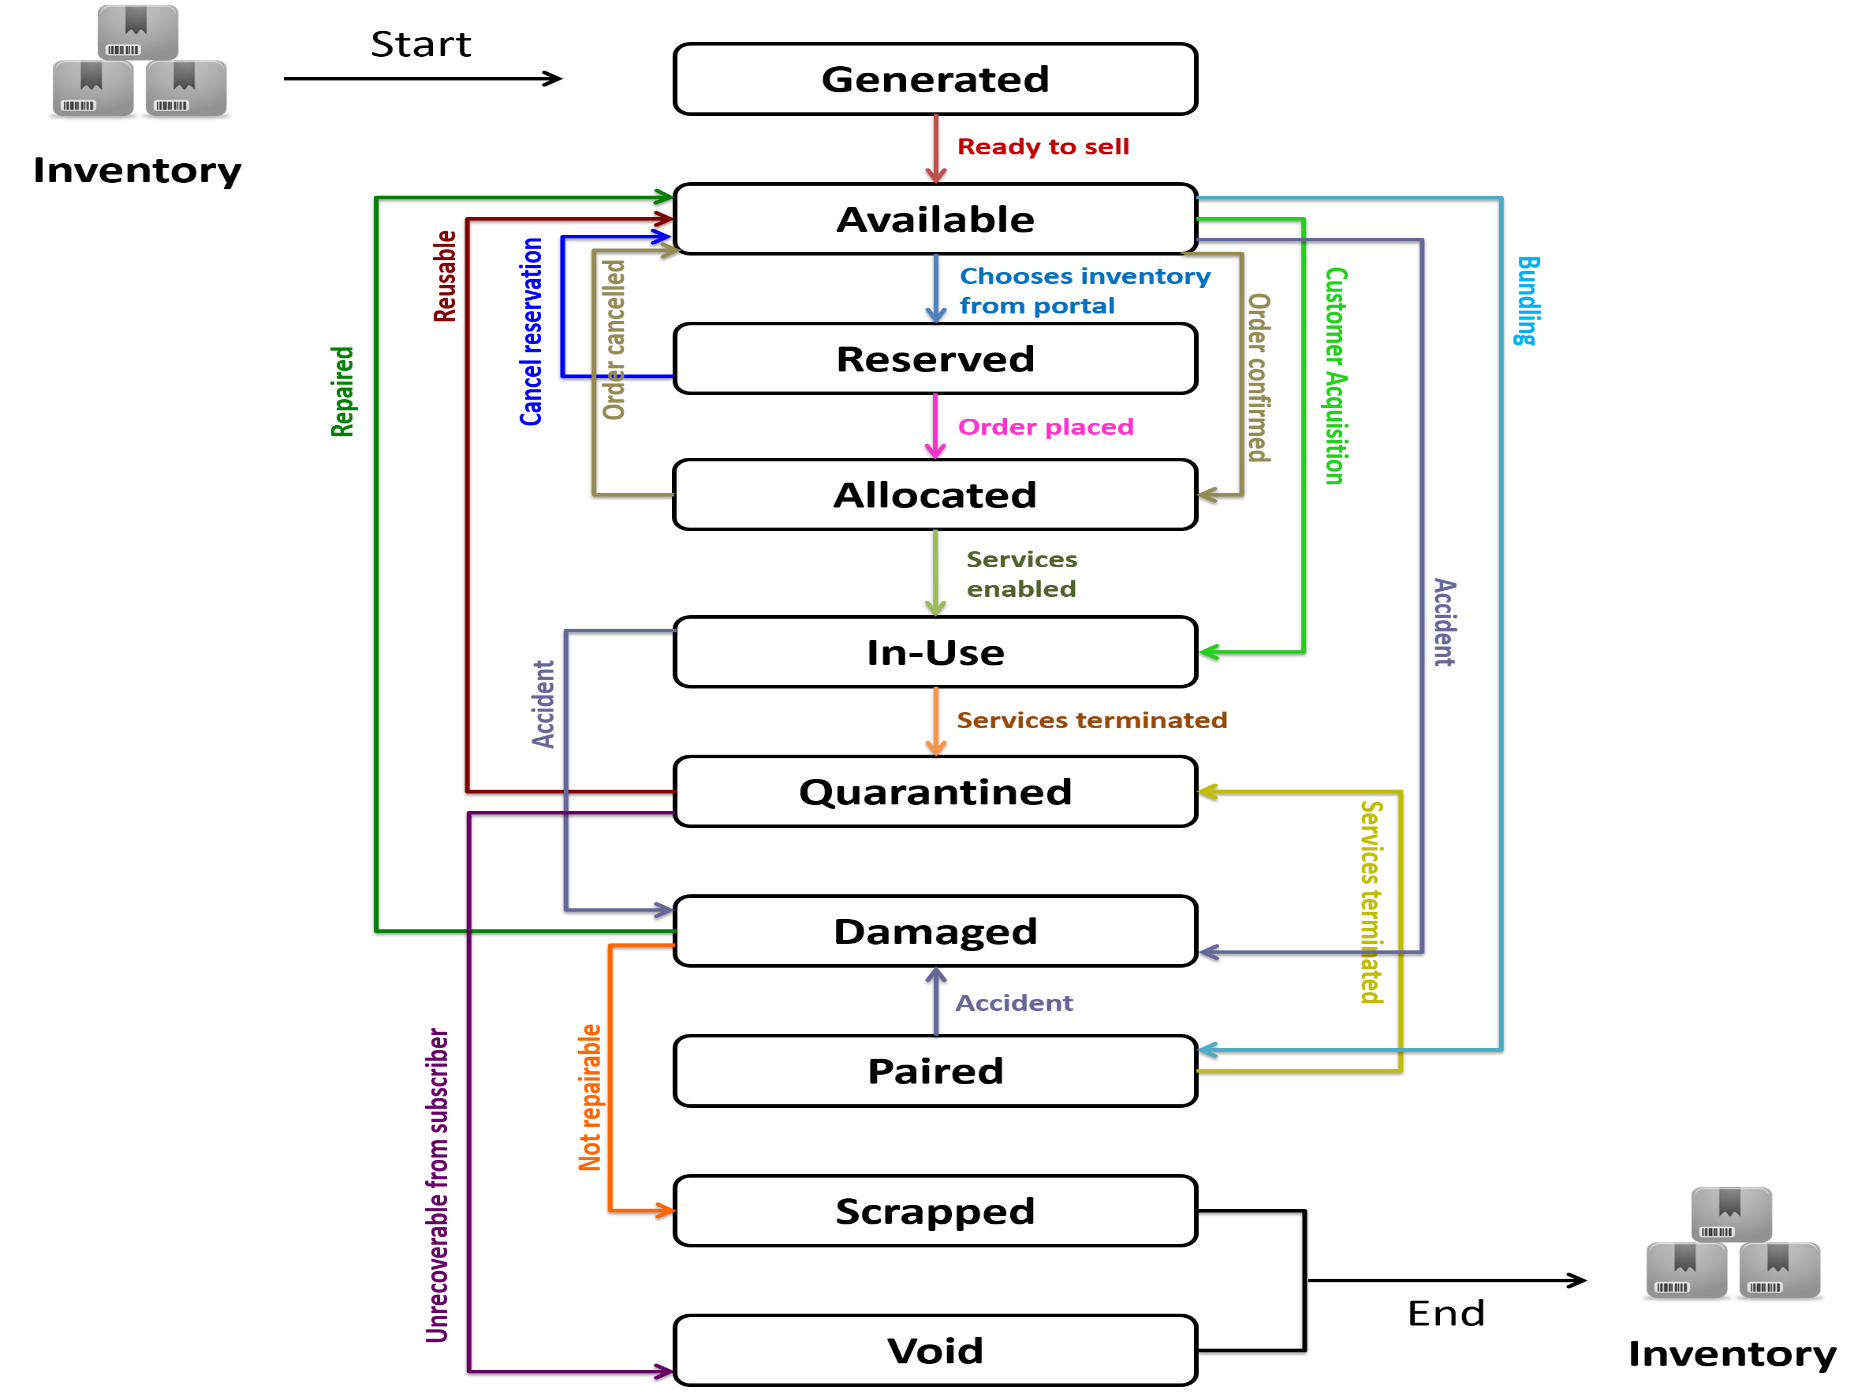 Start
Inventory
Generated
Ready to sell
Available
Chooses inventory
from portal
Reserved
Order placed
Allocated
Services
enabled
In-Use
Services terminated
Quarantined
Damaged
Accident
Paired
Scrapped
Void
Repaired
Reusable
Cancel reservation
Order cancelled
Order confirmed
Customer Acquisition
Bundling
Accident
Accident
Services terminated
Not repairable
Unrecoverable from subscriber
End
Inventory